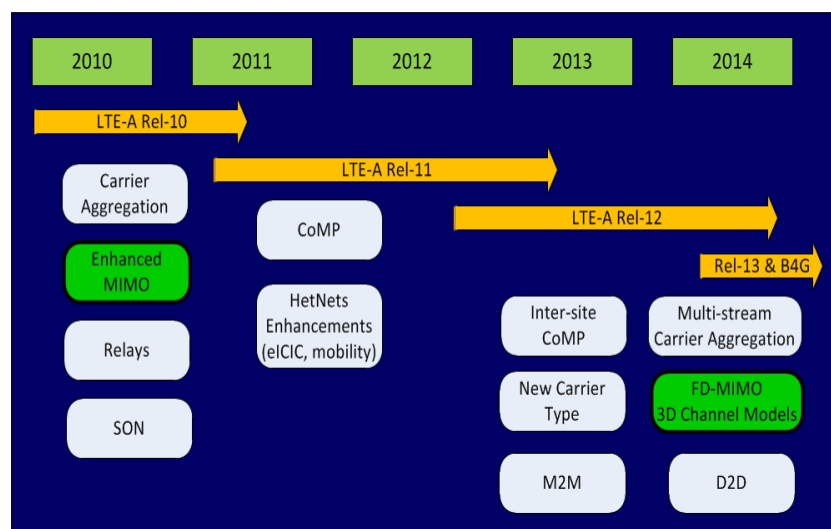 2010
2011
2012
2013
2014
LTE-A Rel-10
LTE-A Rel-11
LTE-A Rel-12
Rel-13 & B4G
Carrier
Aggregation
Enhanced
MIMO
Relays
SON
CoMP
HetNets
Enhancements
(eICIC, mobility)
Inter-site
CoMP
New Carrier
Type
M2M
Multi-stream
Carrier Aggregation
FD-MIMO
3D Channel Models
D2D